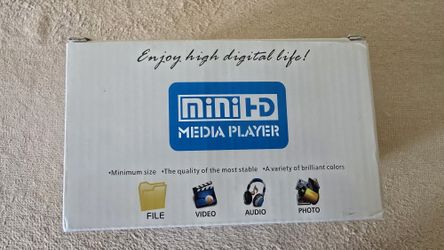 Enjoy high digital life!
mini HD
MEDIA PLAYER
•Minimum size •The quality of the most stable •A variety of brilliant colors
FILE VIDEO AUDIO PHOTO